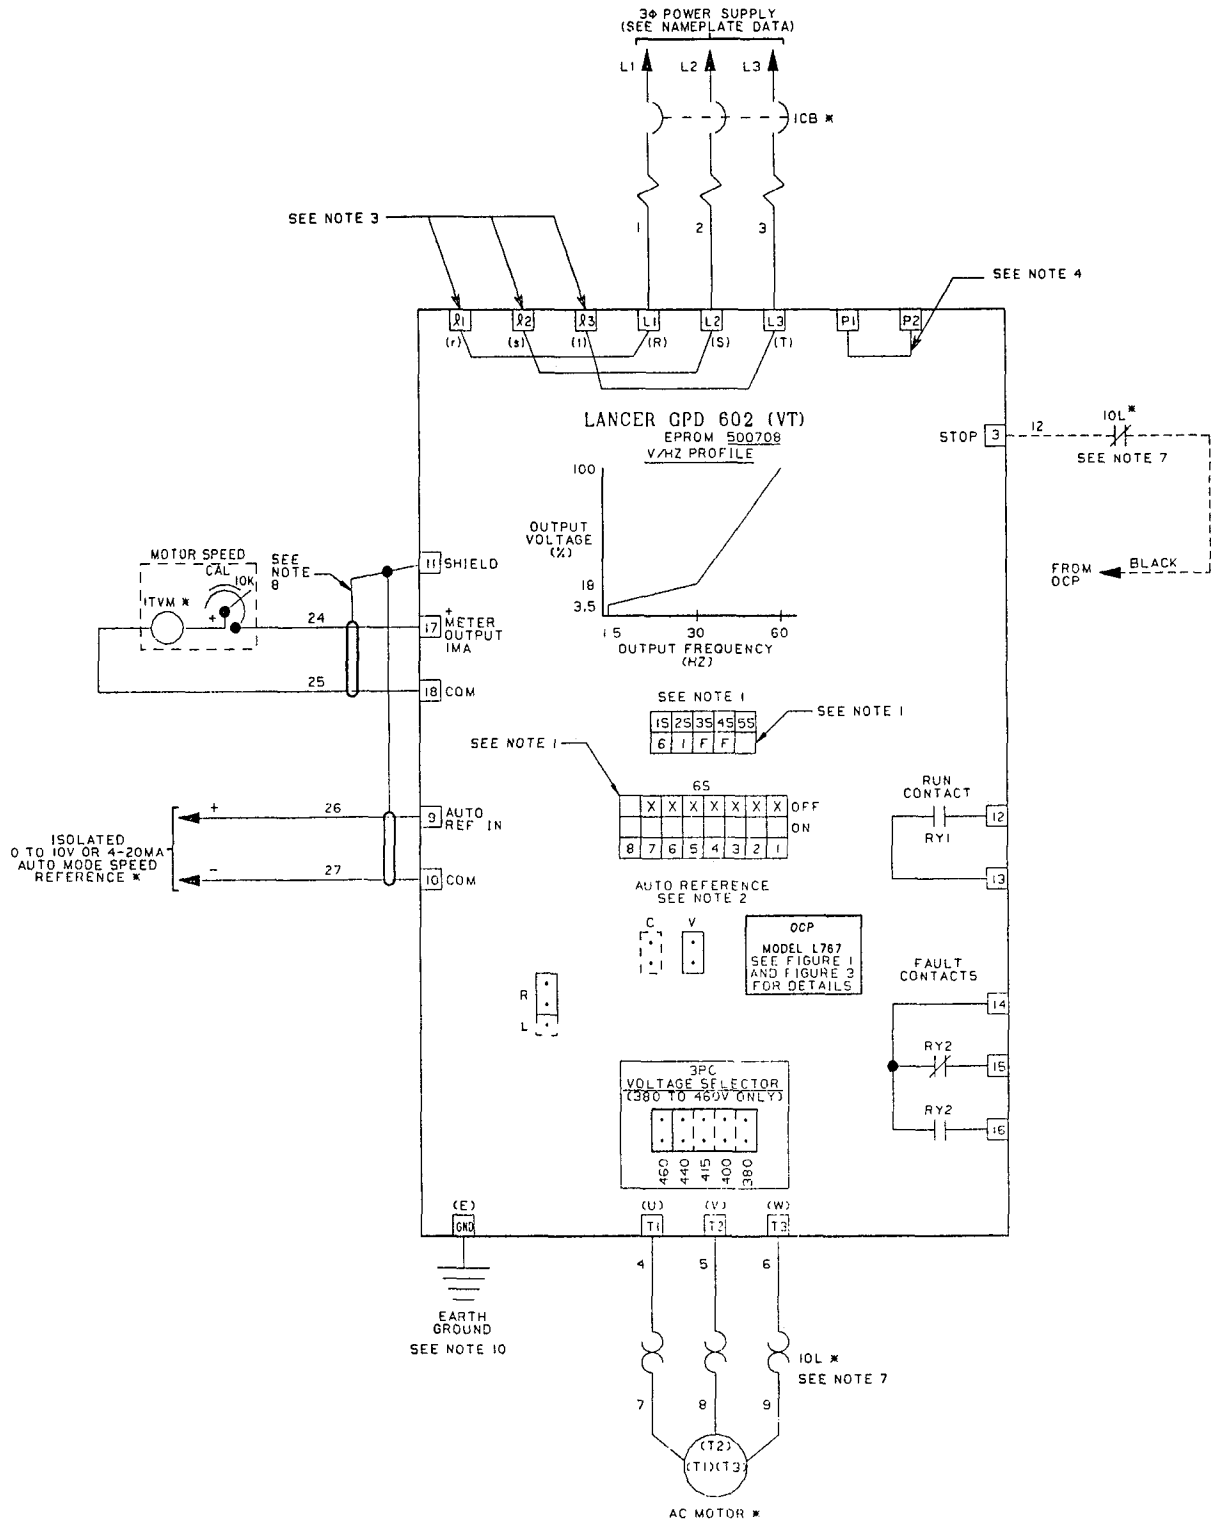 3Φ POWER SUPPLY
(SEE NAMEPLATE DATA)
L1 L2 L3
1CB *
1 2 3
SEE NOTE 3
SEE NOTE 4
ℓ1 ℓ2 ℓ3 L1 L2 L3 P1 P2
(r) (s) (t) (R) (S) (T)
LANCER GPD 602 (VT)
EPROM 500708
V/HZ PROFILE
100
OUTPUT
VOLTAGE
(%)
18
3.5
1.5 30 60
OUTPUT FREQUENCY
(HZ)
STOP 3 12
10L *
SEE NOTE 7
FROM
OCP
BLACK
MOTOR SPEED
CAL
10K
1TVM *
+
SEE
NOTE
8
11 SHIELD
24
17
+
METER
OUTPUT
1MA
25
18 COM
SEE NOTE 1
1S 2S 3S 4S 5S
6 1 F F
SEE NOTE 1
SEE NOTE 1
6S
X X X X X X X OFF
ON
8 7 6 5 4 3 2 1
ISOLATED
0 TO 10V OR 4-20MA
AUTO MODE SPEED
REFERENCE *
+ 26
9 AUTO
REF IN
- 27
10 COM
AUTO REFERENCE
SEE NOTE 2
C V
OCP
MODEL L767
SEE FIGURE 1
AND FIGURE 3
FOR DETAILS
R
L
RUN
CONTACT
RY1
12
13
FAULT
CONTACTS
14
RY2
15
RY2
16
3PC
VOLTAGE SELECTOR
(380 TO 460V ONLY)
460 440 415 400 380
(E) (U) (V) (W)
GND T1 T2 T3
EARTH
GROUND
SEE NOTE 10
4 5 6
10L *
SEE NOTE 7
7 8 9
(T2)
(T1)(T3)
AC MOTOR *